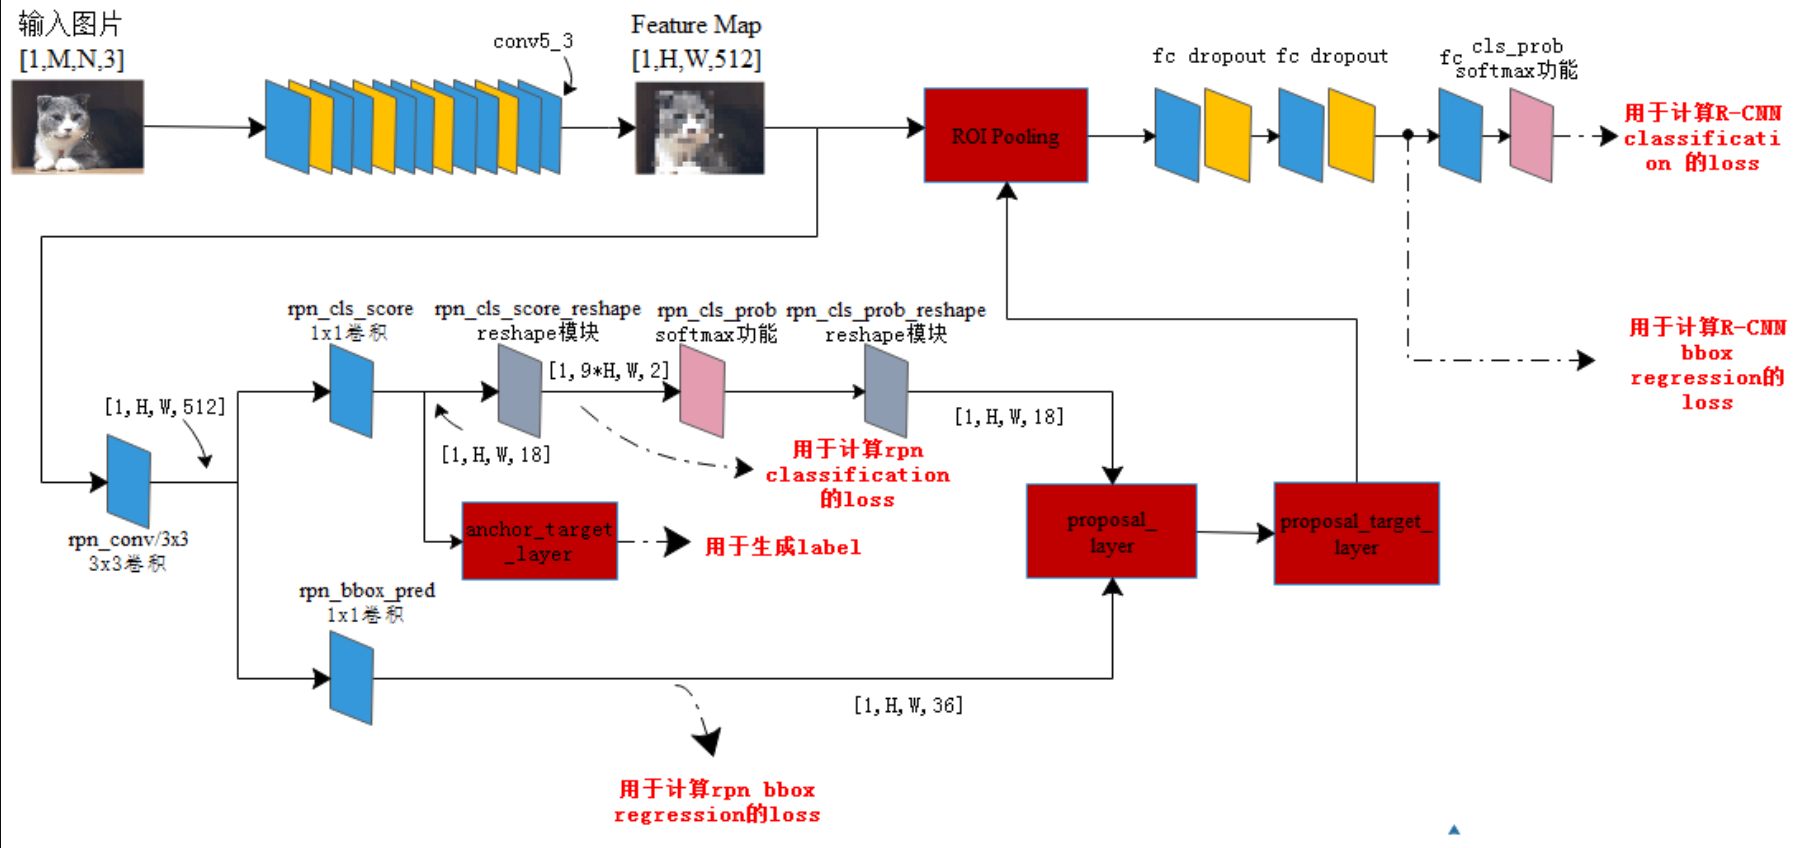 输入图片
[1,M,N,3]
conv5_3
Feature Map
[1,H,W,512]
ROI Pooling
fc dropout fc dropout
fc
cls_prob
softmax功能
用于计算R-CNN
classificati
on 的loss
用于计算R-CNN
bbox
regression的
loss
rpn_cls_score
1x1卷积
rpn_cls_score_reshape
reshape模块
rpn_cls_prob
softmax功能
rpn_cls_prob_reshape
reshape模块
[1,9*H,W,2]
[1,H,W,512]
[1,H,W,18]
[1,H,W,18]
用于计算rpn
classification
的loss
rpn_conv/3x3
3x3卷积
anchor_target
_layer
用于生成label
proposal_
layer
proposal_target_
layer
rpn_bbox_pred
1x1卷积
[1,H,W,36]
用于计算rpn bbox
regression的loss